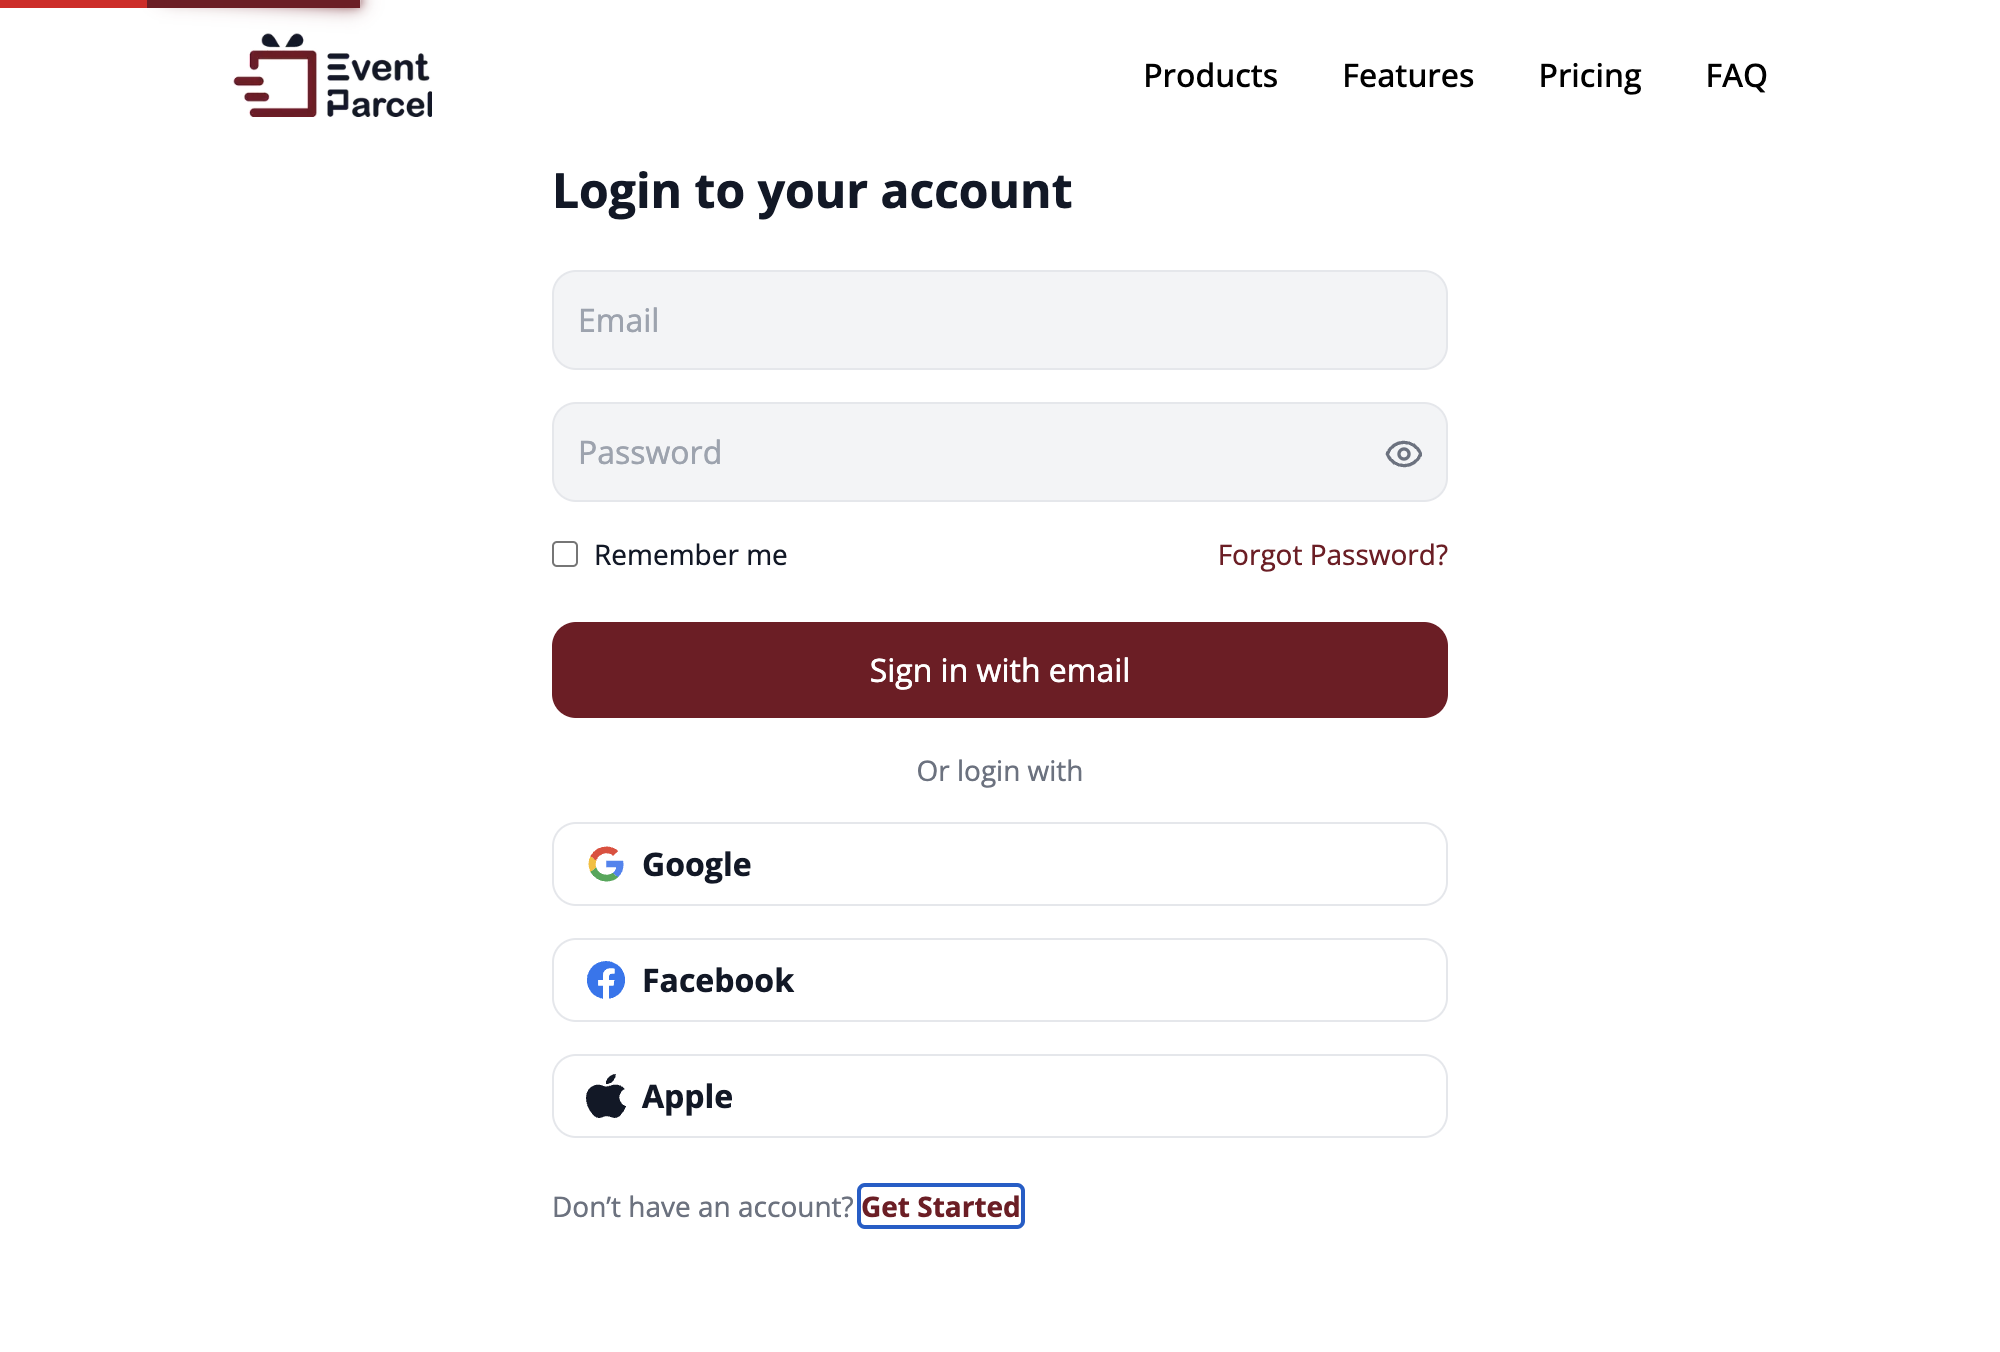 Event
Parcel
Products
Features
Pricing
FAQ
Login to your account
Email
Password
Remember me
Forgot Password?
Sign in with email
Or login with
Google
Facebook
Apple
Don’t have an account? Get Started